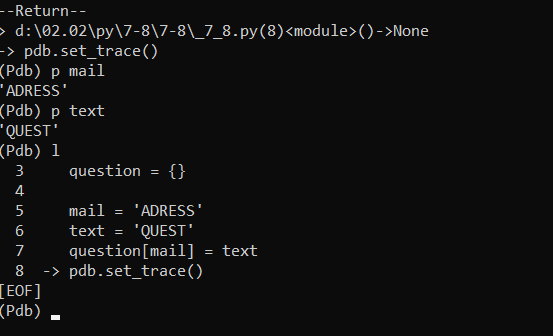 --Return--
> d:\02.02\py\7-8\7-8\_7_8.py(8)<module>()->None
-> pdb.set_trace()
(Pdb) p mail
'ADRESS'
(Pdb) p text
'QUEST'
(Pdb) l
  3     question = {}
  4
  5     mail = 'ADRESS'
  6     text = 'QUEST'
  7     question[mail] = text
  8  -> pdb.set_trace()
[EOF]
(Pdb)